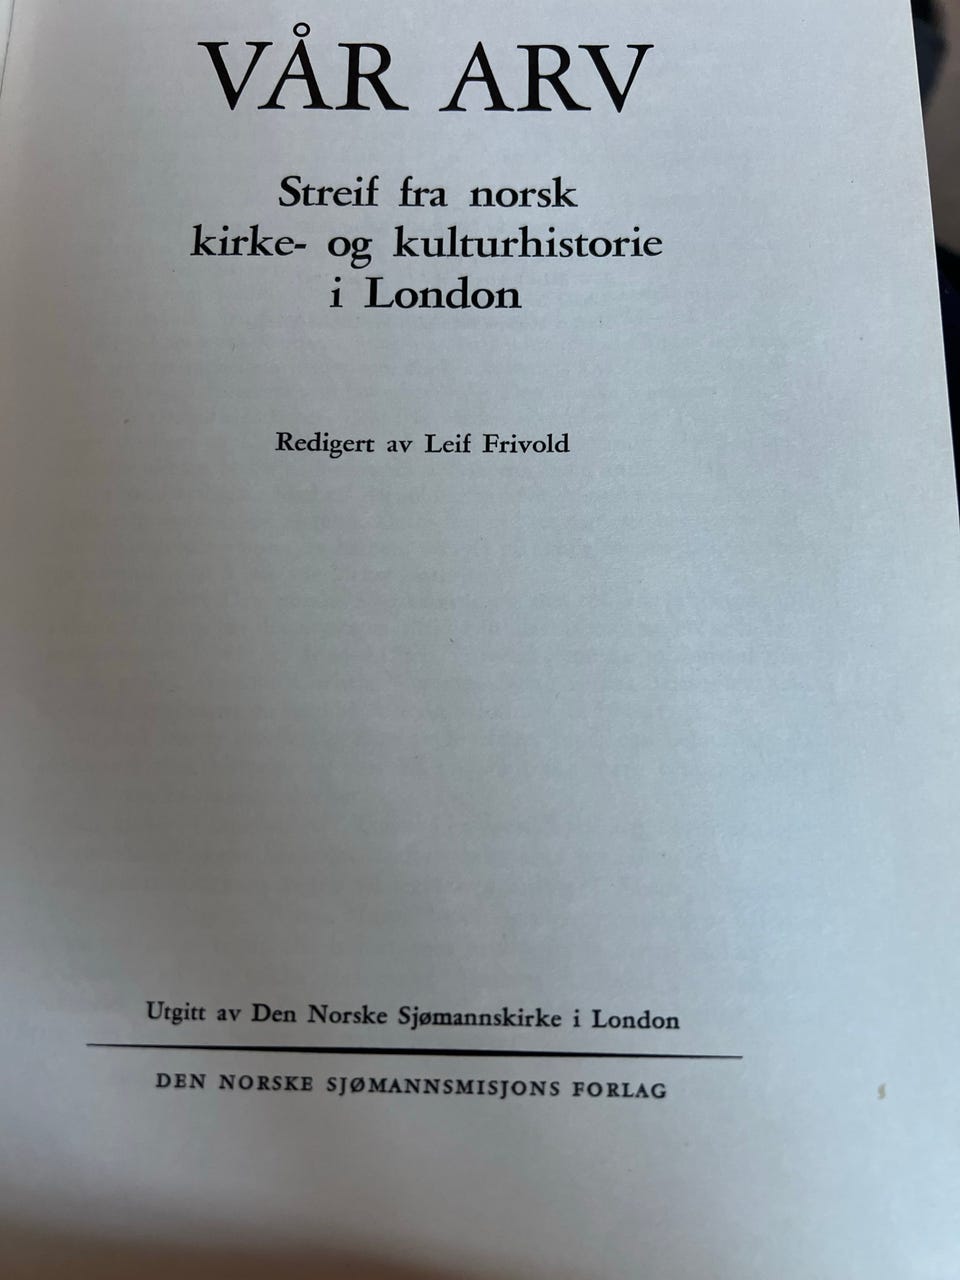 VÅR ARV
Streif fra norsk
kirke- og kulturhistorie
i London
Redigert av Leif Frivold
Utgitt av Den Norske Sjømannskirke i London
DEN NORSKE SJØMANNSMISJONS FORLAG